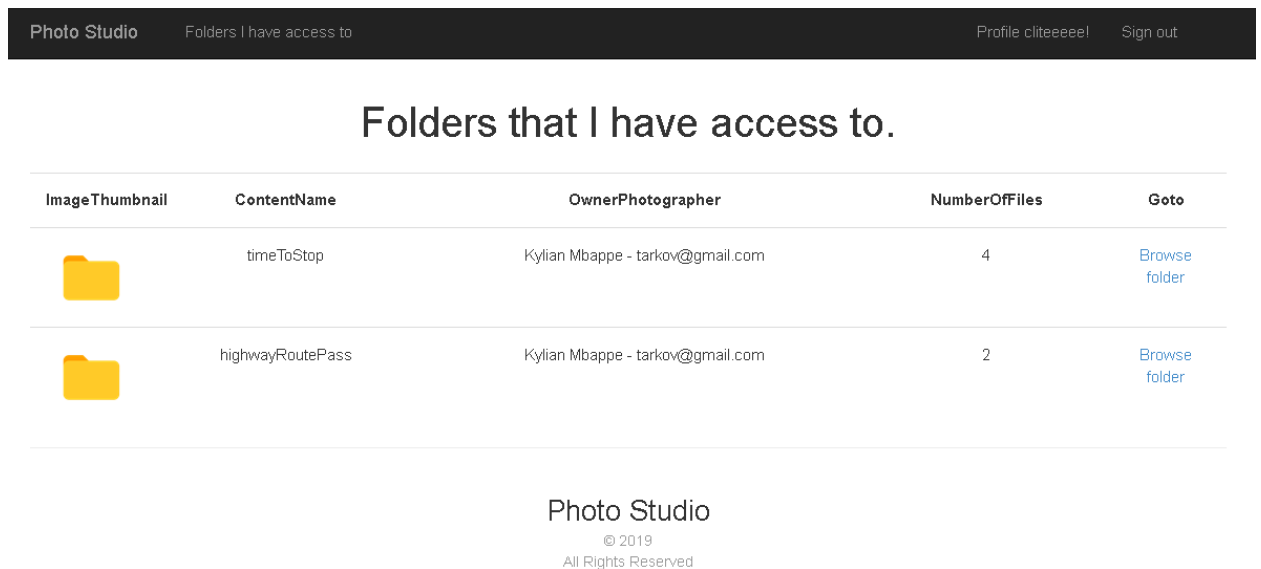 Photo Studio Folders I have access to Profile cliteeeee! Sign out
Folders that I have access to.
ImageThumbnail ContentName OwnerPhotographer NumberOfFiles Goto
timeToStop Kylian Mbappe - tarkov@gmail.com 4 Browse
folder
highwayRoutePass Kylian Mbappe - tarkov@gmail.com 2 Browse
folder
Photo Studio
© 2019
All Rights Reserved